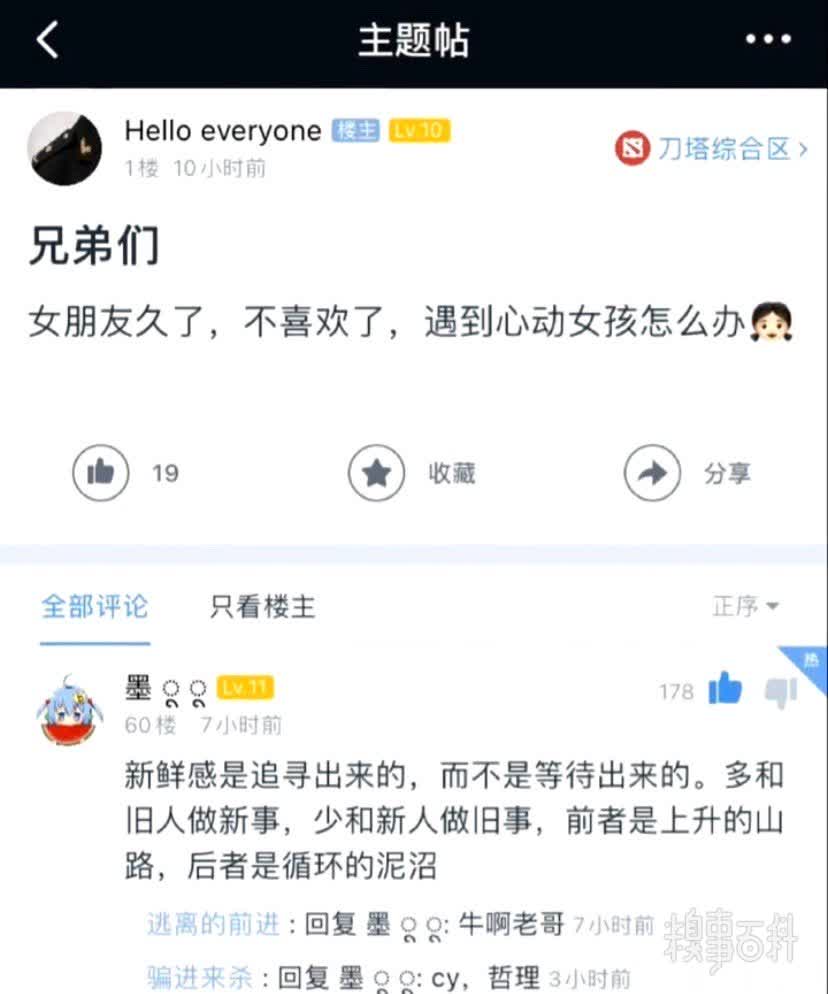 主题帖
Hello everyone 楼主 Lv.10
1楼 10小时前
刀塔综合区
兄弟们
女朋友久了，不喜欢了，遇到心动女孩怎么办👧🏻
19
收藏
分享
全部评论
只看楼主
正序
热
墨 Lv.11
178
60楼 7小时前
新鲜感是追寻出来的，而不是等待出来的。多和
旧人做新事，少和新人做旧事，前者是上升的山
路，后者是循环的泥沼
逃离的前进：回复 墨 : 牛啊老哥 7小时前
骗进来杀：回复 墨 : cy，哲理 3小时前
糗事百科